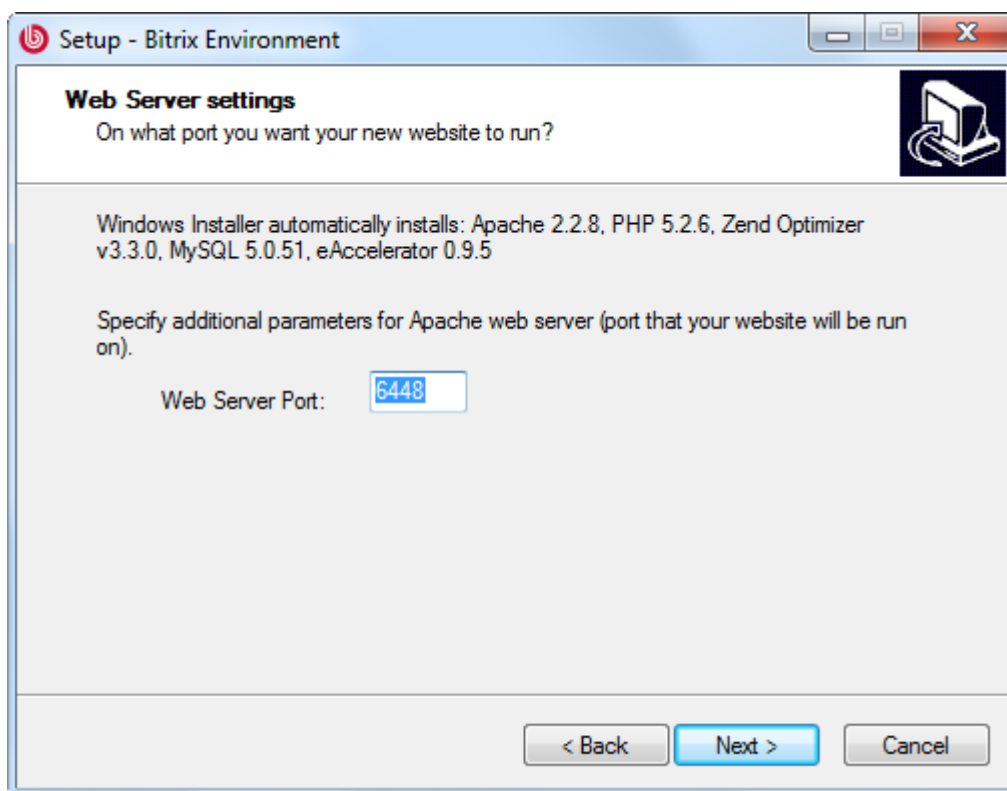 Setup - Bitrix Environment
Web Server settings
On what port you want your new website to run?
Windows Installer automatically installs: Apache 2.2.8, PHP 5.2.6, Zend Optimizer
v3.3.0, MySQL 5.0.51, eAccelerator 0.9.5
Specify additional parameters for Apache web server (port that your website will be run
on).
Web Server Port: 6448
< Back Next > Cancel